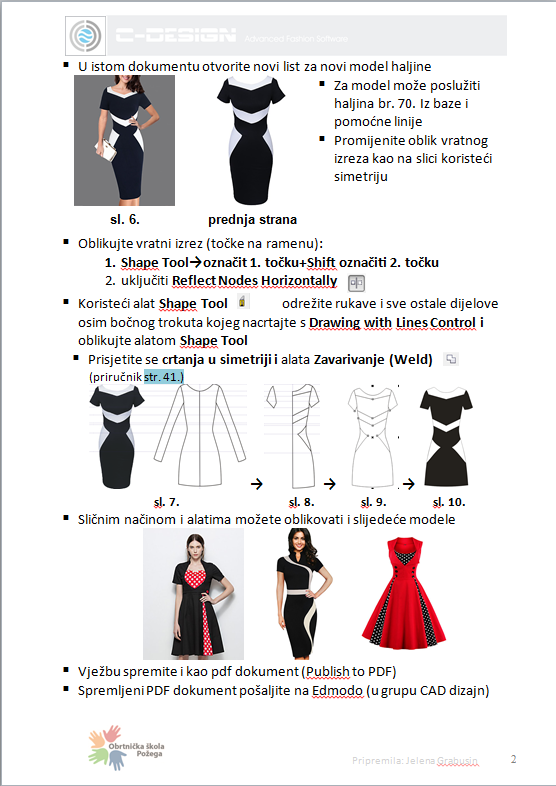 C-DESIGN Advanced Fashion Software
U istom dokumentu otvorite novi list za novi model haljine
Za model može poslužiti
haljina br. 70. Iz baze i
pomoćne linije
Promijenite oblik vratnog
izreza kao na slici koristeći
simetriju
sl. 6. prednja strana
Oblikujte vratni izrez (točke na ramenu):
1. Shape Tool→označit 1. točku+Shift označiti 2. točku
2. uključiti Reflect Nodes Horizontally
Koristeći alat Shape Tool odrežite rukave i sve ostale dijelove
osim bočnog trokuta kojeg nacrtajte s Drawing with Lines Control i
oblikujte alatom Shape Tool
Prisjetite se crtanja u simetriji i alata Zavarivanje (Weld)
(priručnik str. 41.)
→ → →
sl. 7. sl. 8. sl. 9. sl. 10.
Sličnim načinom i alatima možete oblikovati i slijedeće modele
Vježbu spremite i kao pdf dokument (Publish to PDF)
Spremljeni PDF dokument pošaljite na Edmodo (u grupu CAD dizajn)
Obrtnička škola
Požega
Pripremila: Jelena Grabusin 2